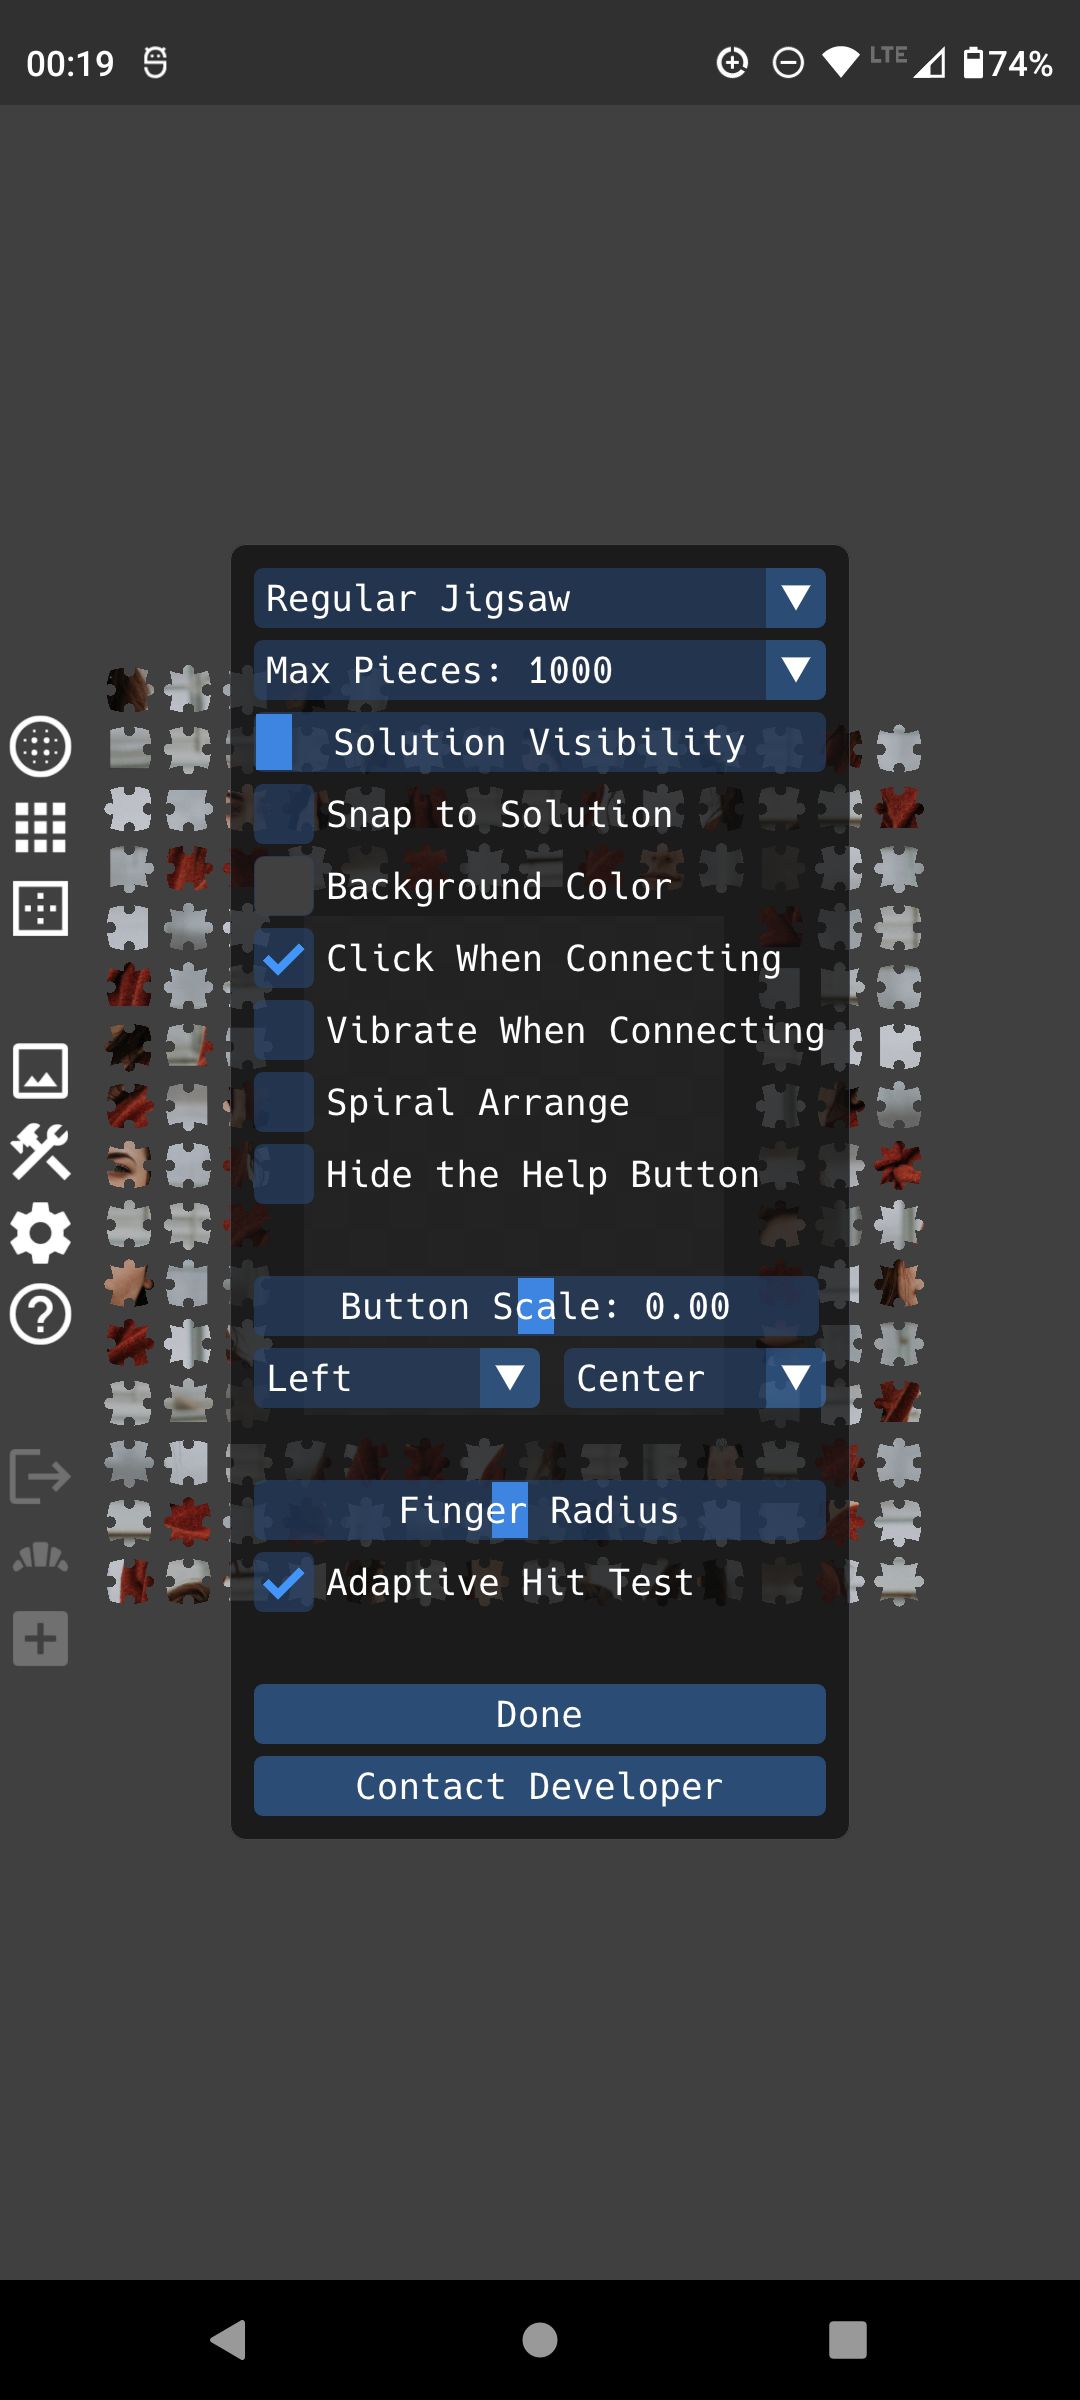 00:19 LTE 74%
Regular Jigsaw
Max Pieces: 1000
Solution Visibility
Snap to Solution
Background Color
Click When Connecting
Vibrate When Connecting
Spiral Arrange
Hide the Help Button
Button Scale: 0.00
Left Center
Finger Radius
Adaptive Hit Test
Done
Contact Developer